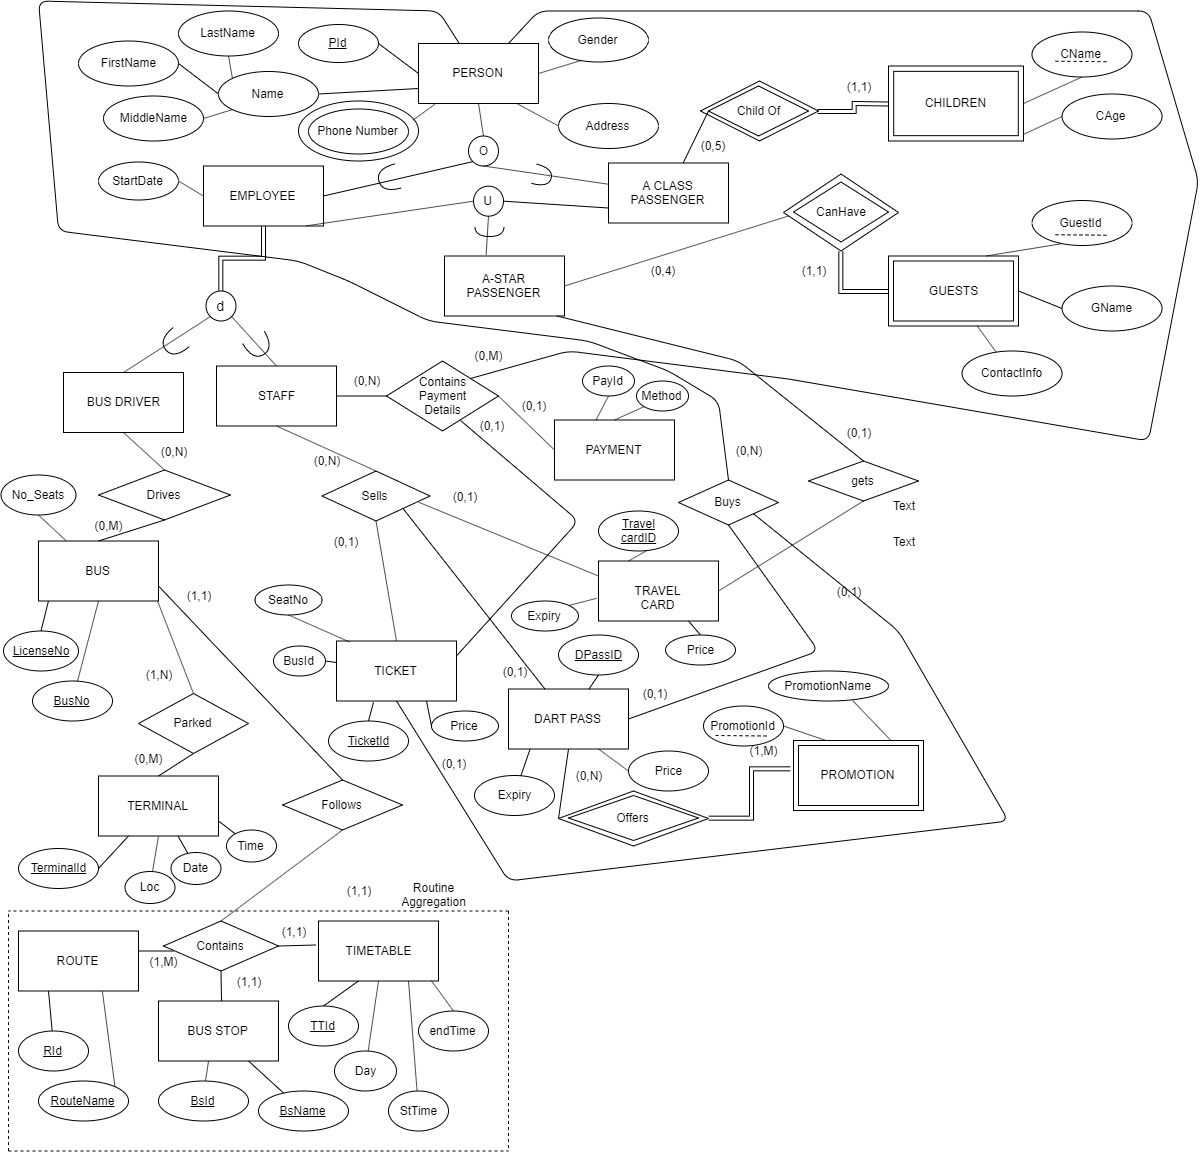 LastName
PId
Gender
FirstName
PERSON
Name
MiddleName
Phone Number
Address
CName
(1,1)
CHILDREN
Child Of
CAge
(0,5)
O
StartDate
EMPLOYEE
A CLASS
PASSENGER
U
CanHave
GuestId
(0,4)
(1,1)
A-STAR
PASSENGER
GUESTS
GName
ContactInfo
d
BUS DRIVER
STAFF
(0,N)
Contains
Payment
Details
(0,M)
PayId
Method
(0,1)
(0,1)
PAYMENT
(0,1)
(0,N)
(0,N)
(0,N)
No_Seats
Drives
Sells
(0,1)
Buys
gets
Text
(0,M)
(0,1)
Travel
cardID
Text
BUS
TRAVEL
CARD
(0,1)
(1,1)
SeatNo
Expiry
LicenseNo
BusId
TICKET
Price
DPassID
(1,N)
(0,1)
(0,1)
PromotionName
BusNo
Parked
TicketId
Price
DART PASS
PromotionId
(1,M)
(0,M)
(0,1)
(0,N)
Price
PROMOTION
Expiry
TERMINAL
Follows
Offers
Time
TerminalId
Date
Loc
(1,1)
Routine
Aggregation
(1,1)
ROUTE
(1,M)
Contains
TIMETABLE
(1,1)
BUS STOP
TTId
endTime
RId
Day
RouteName
BsId
BsName
StTime